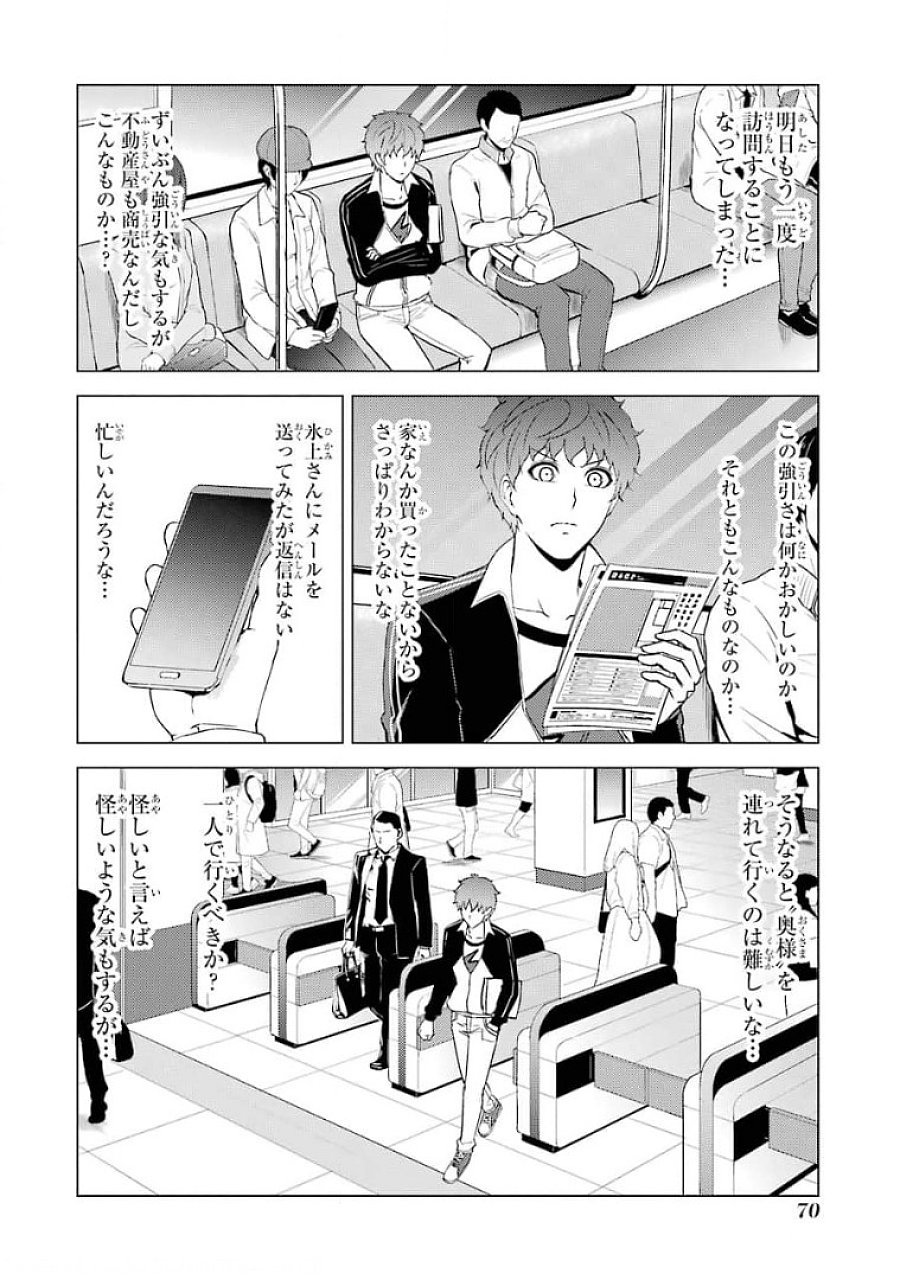 明日もう一度
訪問することに
なってしまった…
ずいぶん強引な気もするが
不動産屋も商売なんだし
こんなものか…?
この強引さは何かおかしいのか
それともこんなものなのか…
家なんか買ったことないから
さっぱりわからないな
氷上さんにメールを
送ってみたが返信はない
忙しいんだろうな…
そうなると〝奥様〟を
連れて行くのは難しいな…
一人で行くべきか?
怪しいと言えば
怪しいような気もするが…
70